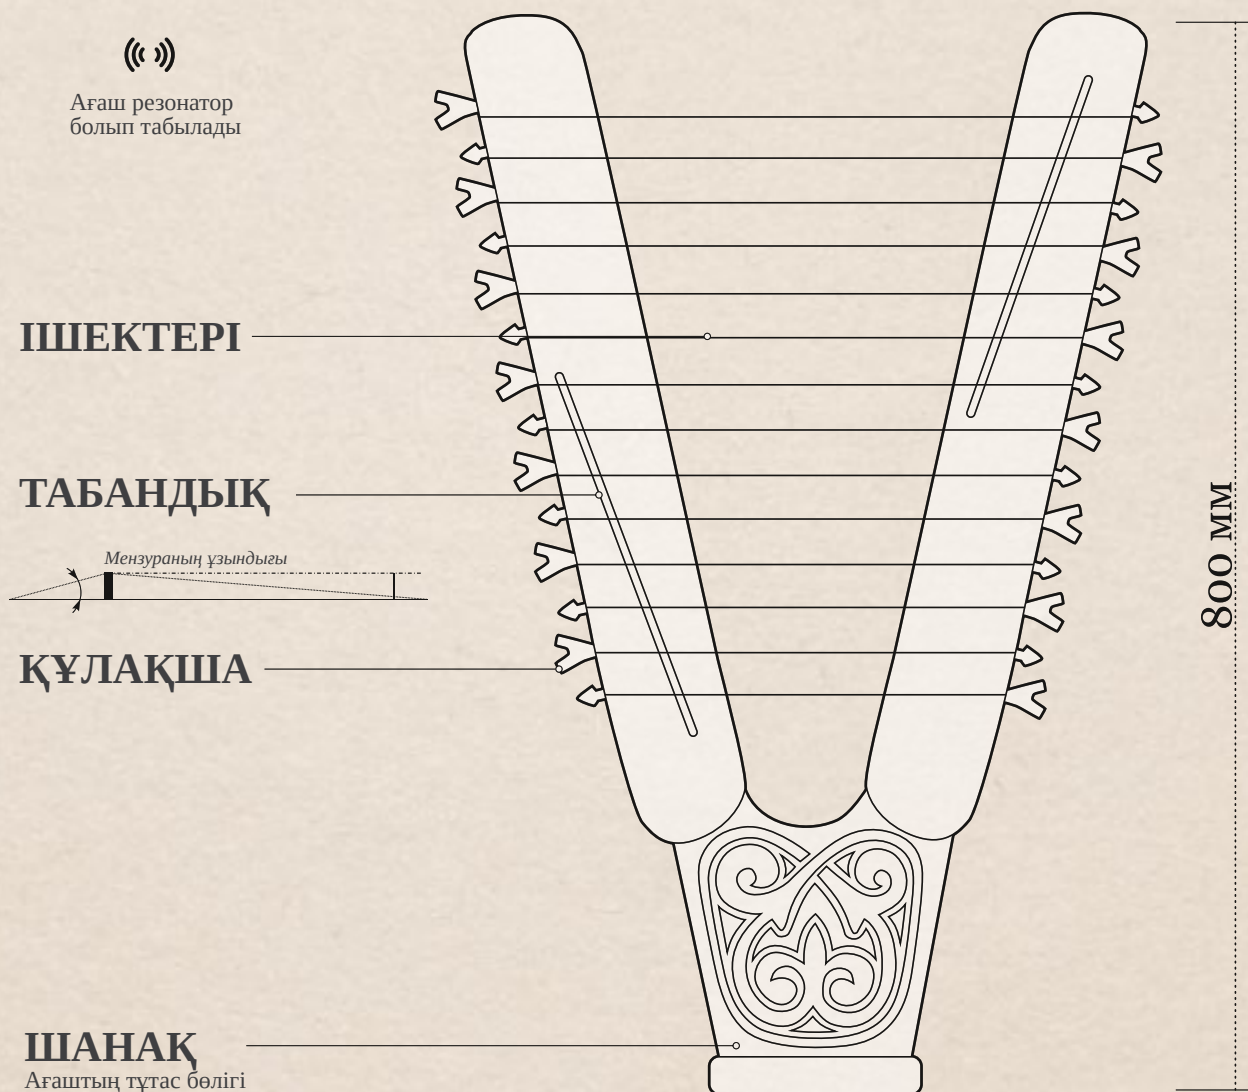 Ағаш резонатор
болып табылады
ІШЕКТЕРІ
ТАБАНДЫҚ
Мензураның ұзындығы
ҚҰЛАҚША
800 мм
ШАНАҚ
Ағаштың тұтас бөлігі